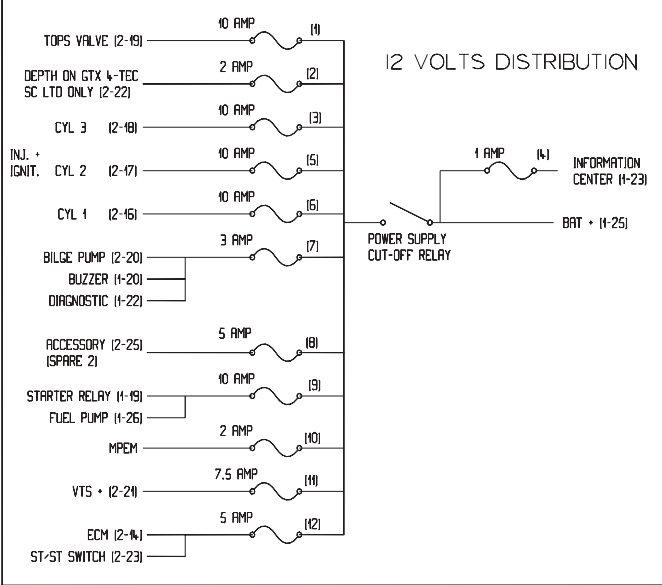 12 VOLTS DISTRIBUTION
TOPS VALVE (2-19) 10 AMP (1)
DEPTH ON GTX 4-TEC
SC LTD ONLY (2-22) 2 AMP (2)
CYL 3 (2-18) 10 AMP (3)
INJ. +
IGNIT. CYL 2 (2-17) 10 AMP (5)
CYL 1 (2-16) 10 AMP (6)
BILGE PUMP (2-20) 3 AMP (7)
BUZZER (1-20)
DIAGNOSTIC (1-22)
ACCESSORY (2-25)
(SPARE 2) 5 AMP (8)
STARTER RELAY (1-19) 10 AMP (9)
FUEL PUMP (1-26)
MPEM 2 AMP (10)
VTS + (2-21) 7.5 AMP (11)
ECM (2-14) 5 AMP (12)
ST/ST SWITCH (2-23)
1 AMP (4)
INFORMATION
CENTER (1-23)
BAT + (1-25)
POWER SUPPLY
CUT-OFF RELAY